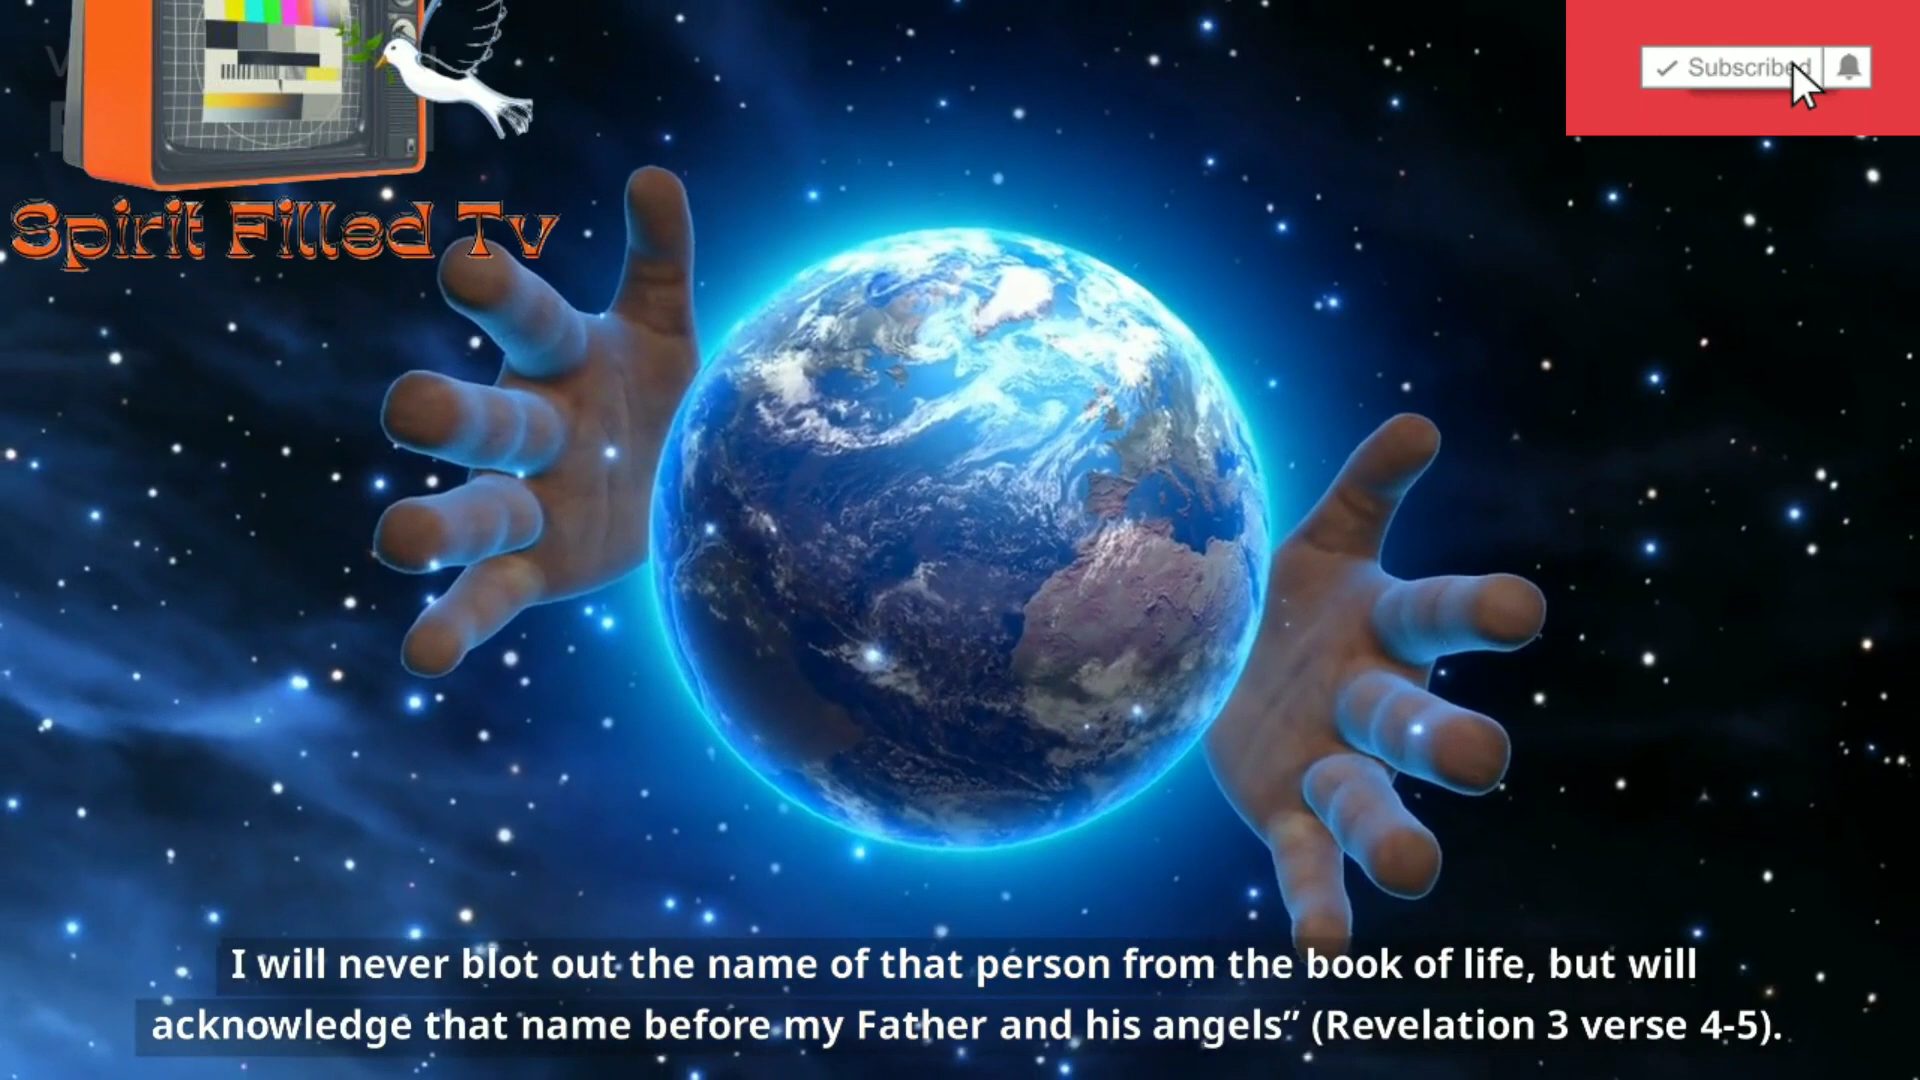 Subscribed
Spirit Filled Tv
I will never blot out the name of that person from the book of life, but will
acknowledge that name before my Father and his angels” (Revelation 3 verse 4-5).